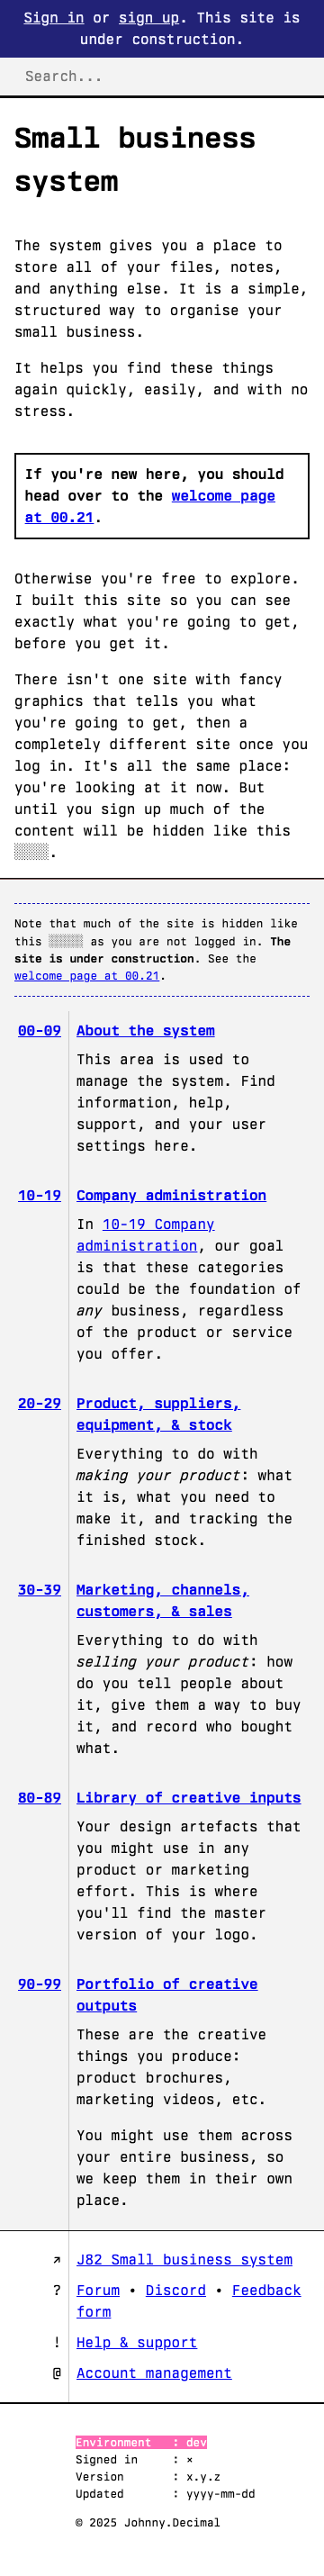 Sign in or sign up. This site is
under construction.
Search...
Small business
system
The system gives you a place to
store all of your files, notes,
and anything else. It is a simple,
structured way to organise your
small business.
It helps you find these things
again quickly, easily, and with no
stress.
If you're new here, you should
head over to the welcome page
at 00.21.
Otherwise you're free to explore.
I built this site so you can see
exactly what you're going to get,
before you get it.
There isn't one site with fancy
graphics that tells you what
you're going to get, then a
completely different site once you
log in. It's all the same place:
you're looking at it now. But
until you sign up much of the
content will be hidden like this
░░░░.
Note that much of the site is hidden like
this ░░░░░ as you are not logged in. The
site is under construction. See the
welcome page at 00.21.
00-09 About the system
This area is used to
manage the system. Find
information, help,
support, and your user
settings here.
10-19 Company administration
In 10-19 Company
administration, our goal
is that these categories
could be the foundation of
any business, regardless
of the product or service
you offer.
20-29 Product, suppliers,
equipment, & stock
Everything to do with
making your product: what
it is, what you need to
make it, and tracking the
finished stock.
30-39 Marketing, channels,
customers, & sales
Everything to do with
selling your product: how
do you tell people about
it, give them a way to buy
it, and record who bought
what.
80-89 Library of creative inputs
Your design artefacts that
you might use in any
product or marketing
effort. This is where
you'll find the master
version of your logo.
90-99 Portfolio of creative
outputs
These are the creative
things you produce:
product brochures,
marketing videos, etc.
You might use them across
your entire business, so
we keep them in their own
place.
↗ J82 Small business system
? Forum • Discord • Feedback
form
! Help & support
@ Account management
Environment : dev
Signed in : ×
Version : x.y.z
Updated : yyyy-mm-dd
© 2025 Johnny.Decimal